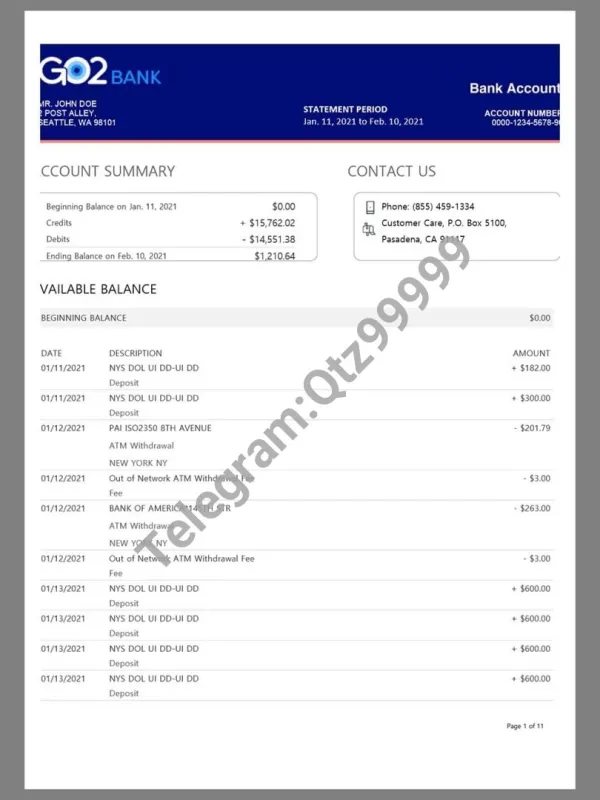 GO2 BANK
MR. JOHN DOE
2 POST ALLEY,
SEATTLE, WA 98101
STATEMENT PERIOD
Jan. 11, 2021 to Feb. 10, 2021
Bank Account
ACCOUNT NUMBER
0000-1234-5678-9
CCOUNT SUMMARY
Beginning Balance on Jan. 11, 2021 $0.00
Credits + $15,762.02
Debits - $14,551.38
Ending Balance on Feb. 10, 2021 $1,210.64
CONTACT US
Phone: (855) 459-1334
Customer Care, P.O. Box 5100,
Pasadena, CA 91117
VAILABLE BALANCE
BEGINNING BALANCE $0.00
DATE DESCRIPTION AMOUNT
01/11/2021 NYS DOL UI DD-UI DD + $182.00
Deposit
01/11/2021 NYS DOL UI DD-UI DD + $300.00
Deposit
01/12/2021 PAI ISO2350 8TH AVENUE - $201.79
ATM Withdrawal
NEW YORK NY
01/12/2021 Out of Network ATM Withdrawal Fee - $3.00
Fee
01/12/2021 BANK OF AMERICA*145TH STR - $263.00
ATM Withdrawal
NEW YORK NY
01/12/2021 Out of Network ATM Withdrawal Fee - $3.00
Fee
01/13/2021 NYS DOL UI DD-UI DD + $600.00
Deposit
01/13/2021 NYS DOL UI DD-UI DD + $600.00
Deposit
01/13/2021 NYS DOL UI DD-UI DD + $600.00
Deposit
01/13/2021 NYS DOL UI DD-UI DD + $600.00
Deposit
Page 1 of 11
Telegram:Qtz99999